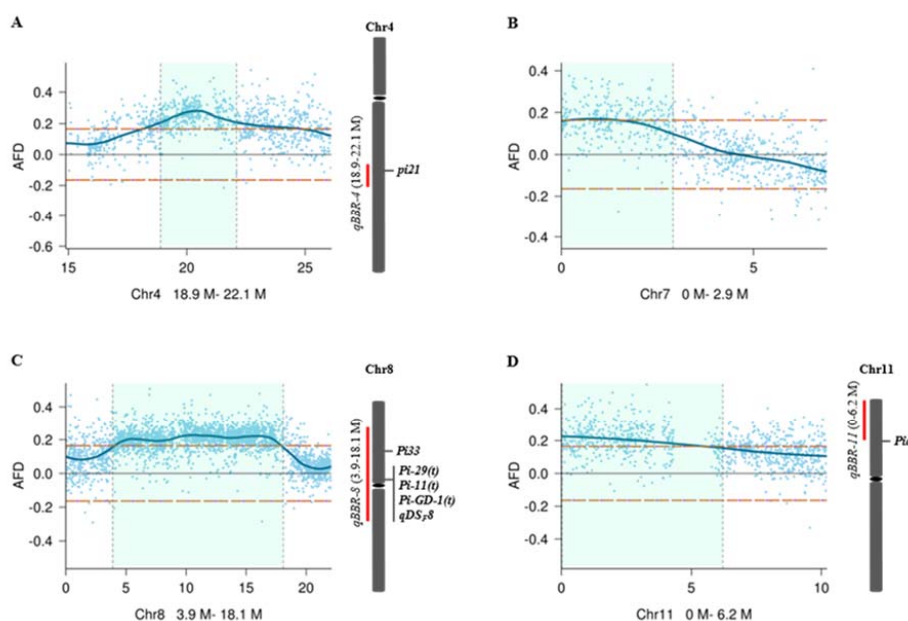 A
Chr4
B
0.4
0.2
0.0
-0.2
-0.4
-0.6
AFD
15
20
25
Chr4 18.9 M- 22.1 M
qBBR-4 (18.9-22.1 M)
pi21
0.4
0.2
0.0
-0.2
-0.4
AFD
0
5
Chr7 0 M- 2.9 M
C
Chr8
D
Chr11
0.4
0.2
0.0
-0.2
-0.4
AFD
0
5
10
15
20
Chr8 3.9 M- 18.1 M
qBBR-8 (3.9-18.1 M)
Pi33
Pi-29(t)
Pi-11(t)
Pi-GD-1(t)
0.4
0.2
0.0
-0.2
-0.4
AFD
0
5
10
Chr11 0 M- 6.2 M
qBBR-11 (0-6.2 M)